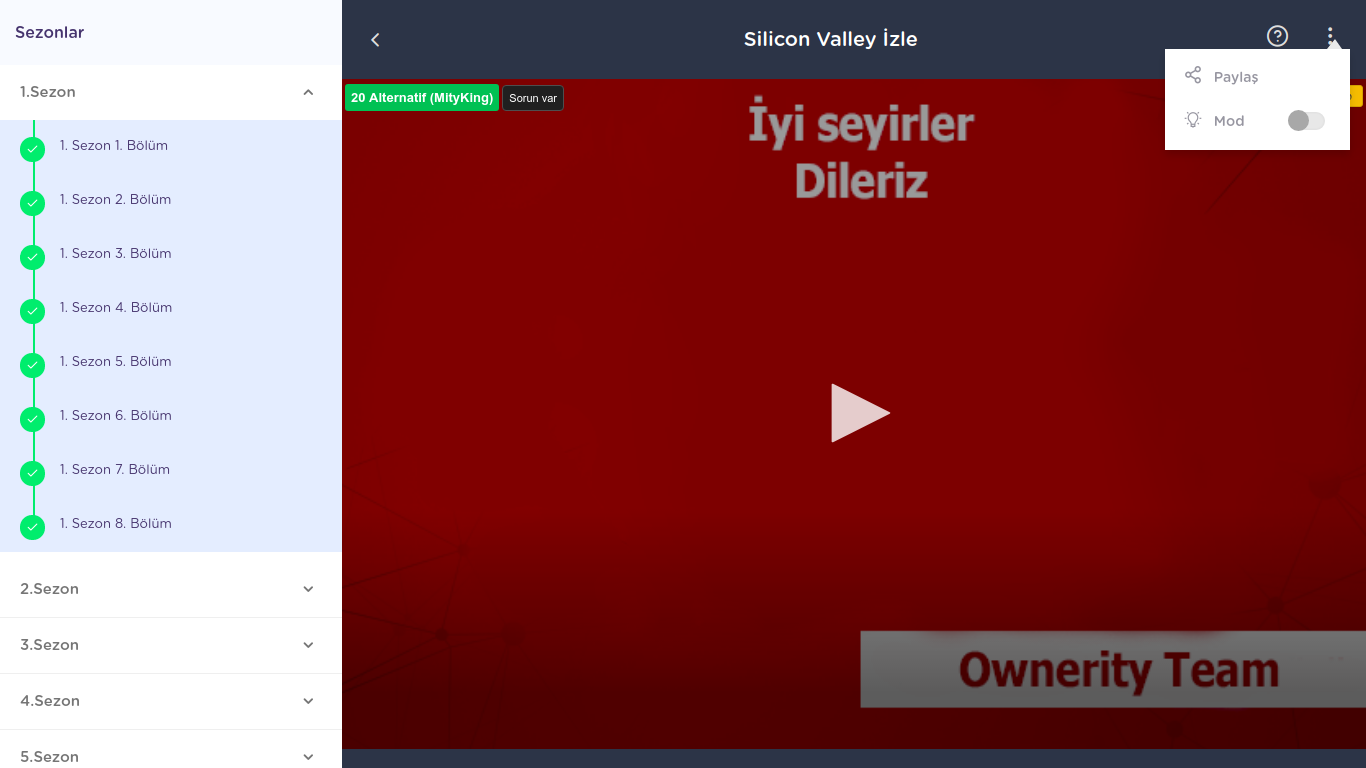 Sezonlar
1.Sezon
1. Sezon 1. Bölüm
1. Sezon 2. Bölüm
1. Sezon 3. Bölüm
1. Sezon 4. Bölüm
1. Sezon 5. Bölüm
1. Sezon 6. Bölüm
1. Sezon 7. Bölüm
1. Sezon 8. Bölüm
2.Sezon
3.Sezon
4.Sezon
5.Sezon
Silicon Valley İzle
Paylaş
Mod
20 Alternatif (MityKing)
Sorun var
İyi seyirler
Dileriz
Ownerity Team